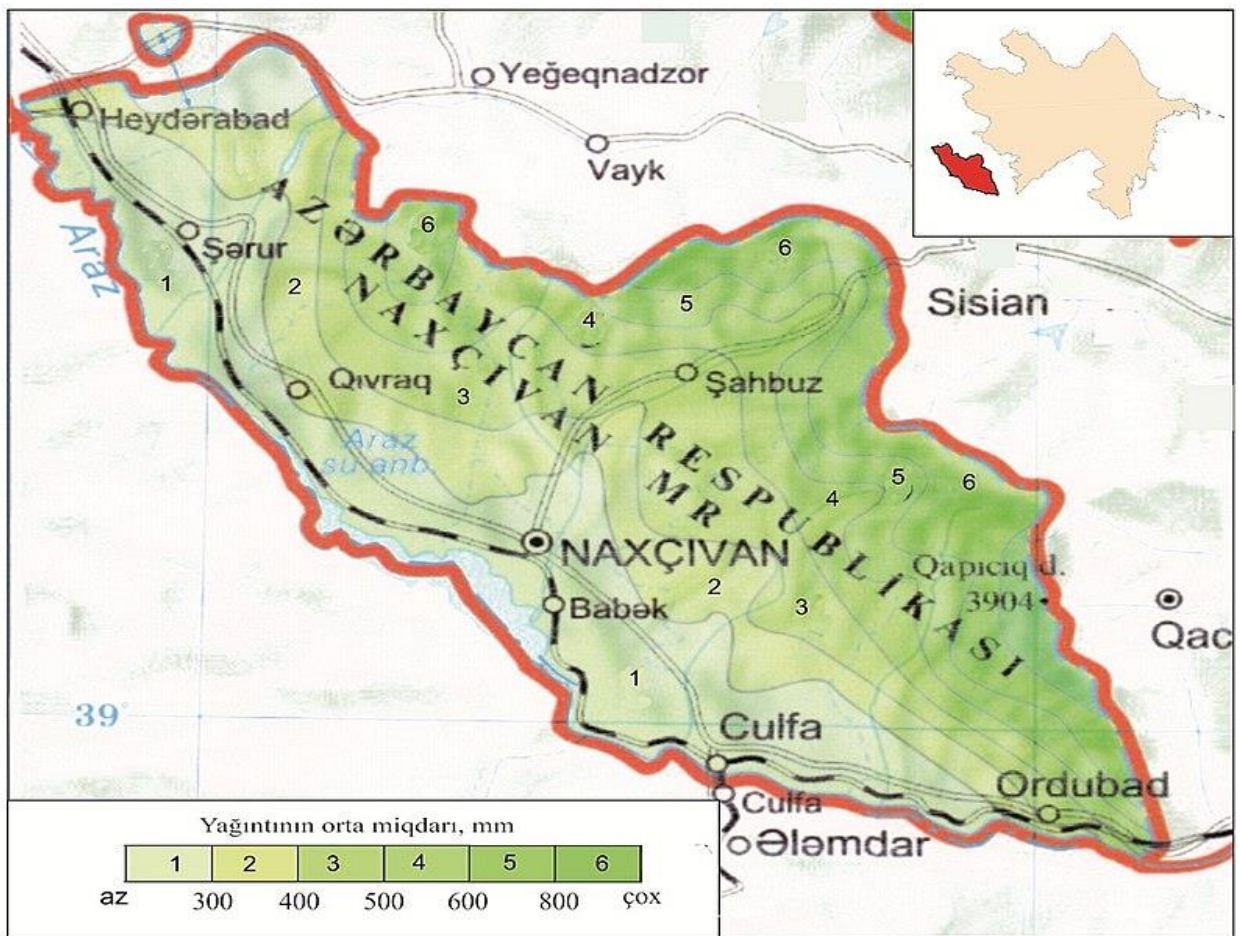 Yeğeqnadzor
Heydərabad
Vayk
Araz
Şərur
6
6
1
2
AZƏRBAYCAN RESPUBLİKASI
NAXÇIVAN MR
5
Sisian
4
Qıvraq
3
Şahbuz
Araz
su anb.
5
6
4
NAXÇIVAN
Qapıcıq d.
3904
2
3
Babək
Qac
1
39°
Culfa
Ordubad
Culfa
Ələmdar
Yağıntının orta miqdarı, mm
1 2 3 4 5 6
az 300 400 500 600 800 çox